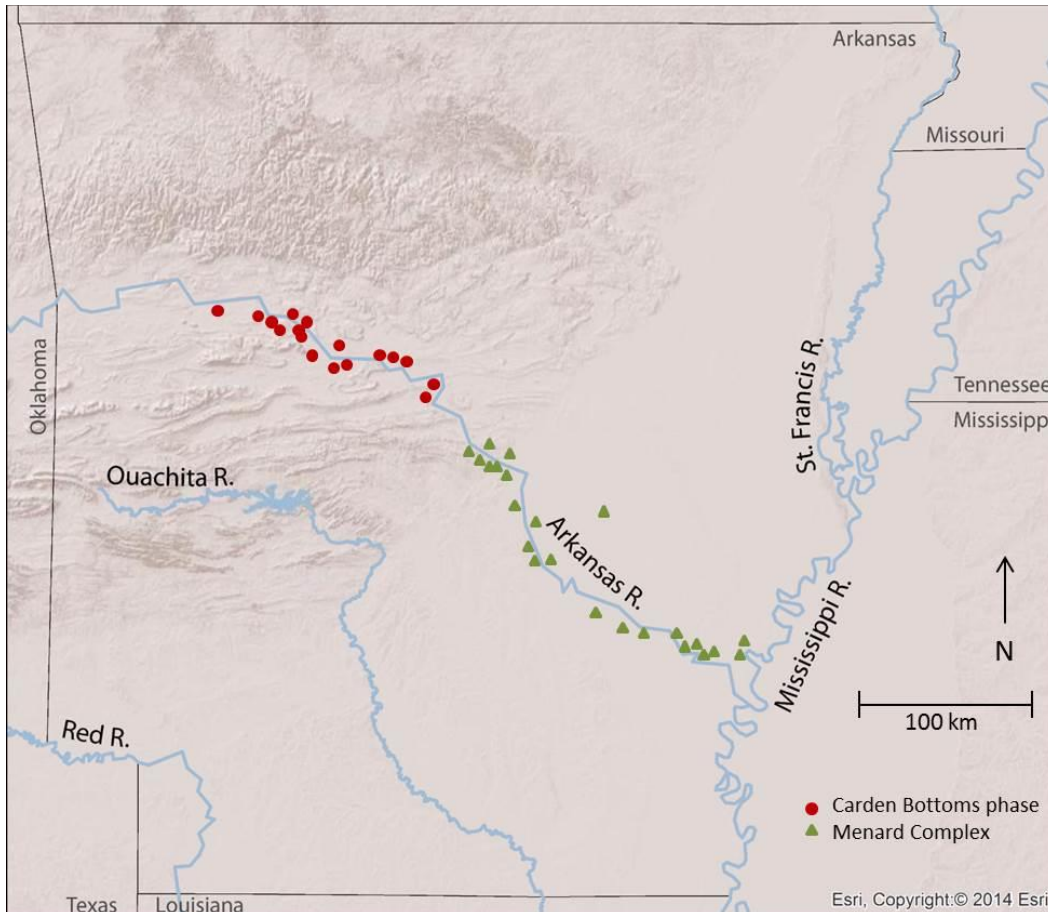 Arkansas
Missouri
St. Francis R.
Oklahoma
Tennessee
Mississipp
Ouachita R.
Arkansas R.
Mississippi R.
N
100 km
Red R.
Carden Bottoms phase
Menard Complex
Texas
Louisiana
Esri, Copyright:© 2014 Esri